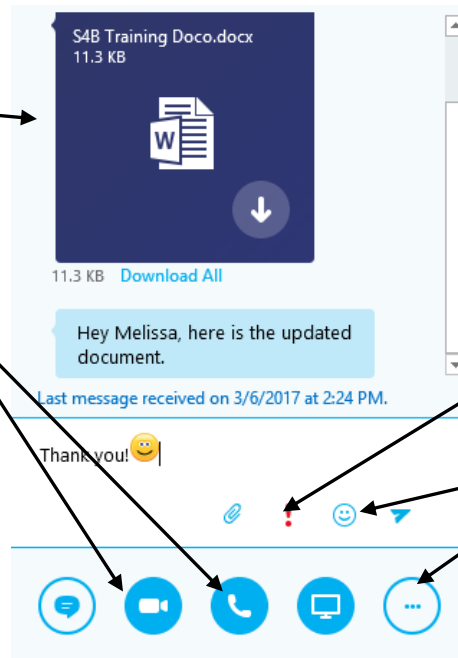 S4B Training Doco.docx
11.3 KB
W
11.3 KB Download All
Hey Melissa, here is the updated
document.
Last message received on 3/6/2017 at 2:24 PM.
Thank you!